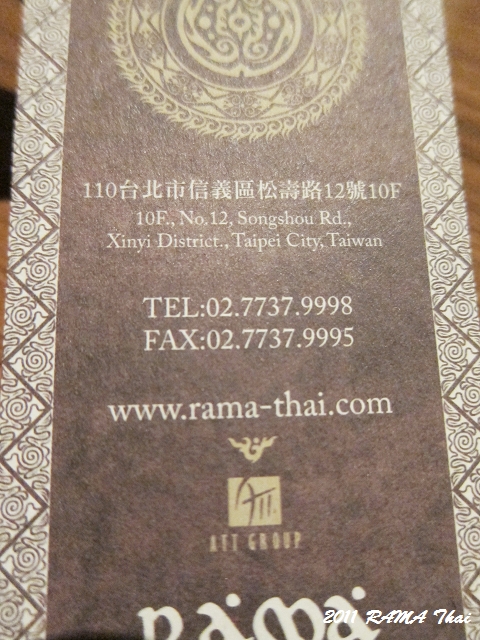 110台北市信義區松壽路12號10F
10F., No.12, Songshou Rd.,
Xinyi District., Taipei City, Taiwan
TEL:02.7737.9998
FAX:02.7737.9995
www.rama-thai.com
ATT
ATT GROUP
RAMA
2011 RAMA Thai